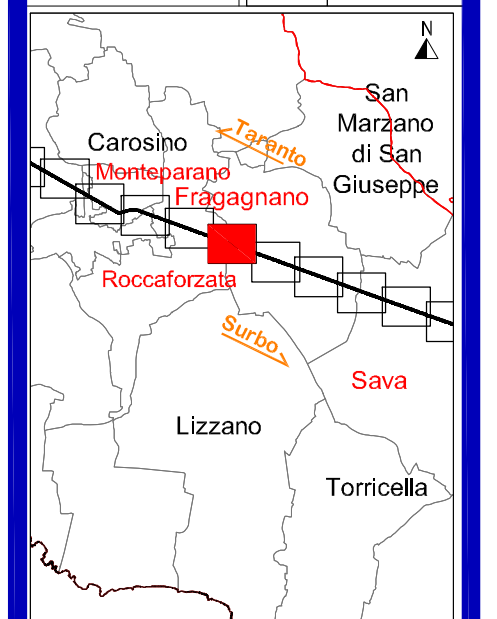 N
San
Marzano
di San
Giuseppe
Taranto
Carosino
Monteparano
Fragagnano
Roccaforzata
Surbo
Sava
Lizzano
Torricella